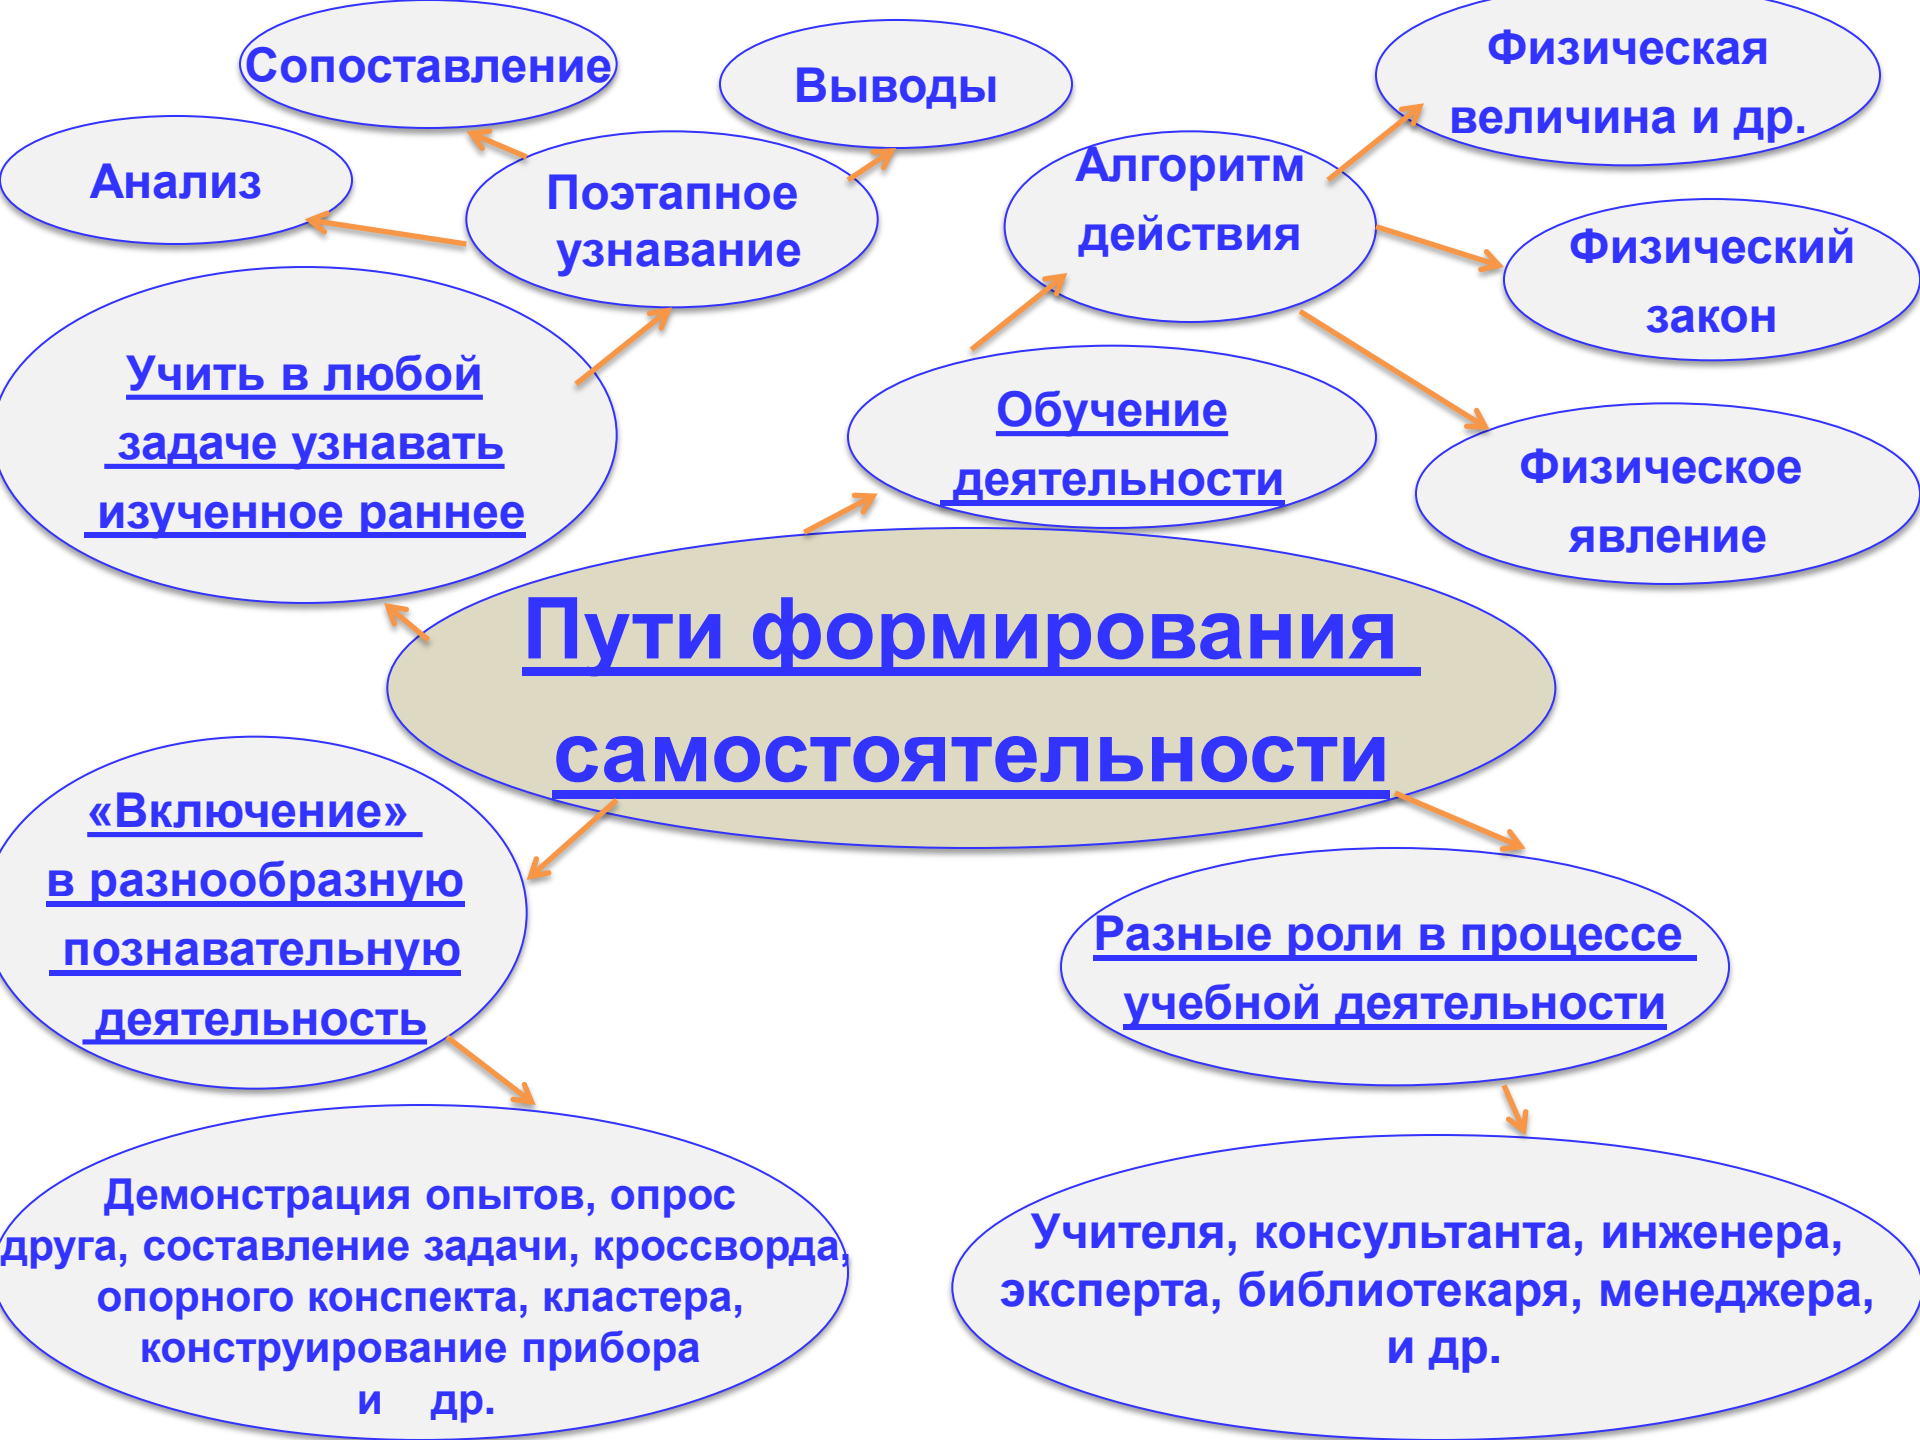 Сопоставление
Выводы
Физическая
величина и др.
Анализ
Поэтапное
узнавание
Алгоритм
действия
Физический
закон
Учить в любой
задаче узнавать
изученное раннее
Обучение
деятельности
Физическое
явление
Пути формирования
самостоятельности
«Включение»
в разнообразную
познавательную
деятельность
Разные роли в процессе
учебной деятельности
Демонстрация опытов, опрос
друга, составление задачи, кроссворда,
опорного конспекта, кластера,
конструирование прибора
и др.
Учителя, консультанта, инженера,
эксперта, библиотекаря, менеджера,
и др.